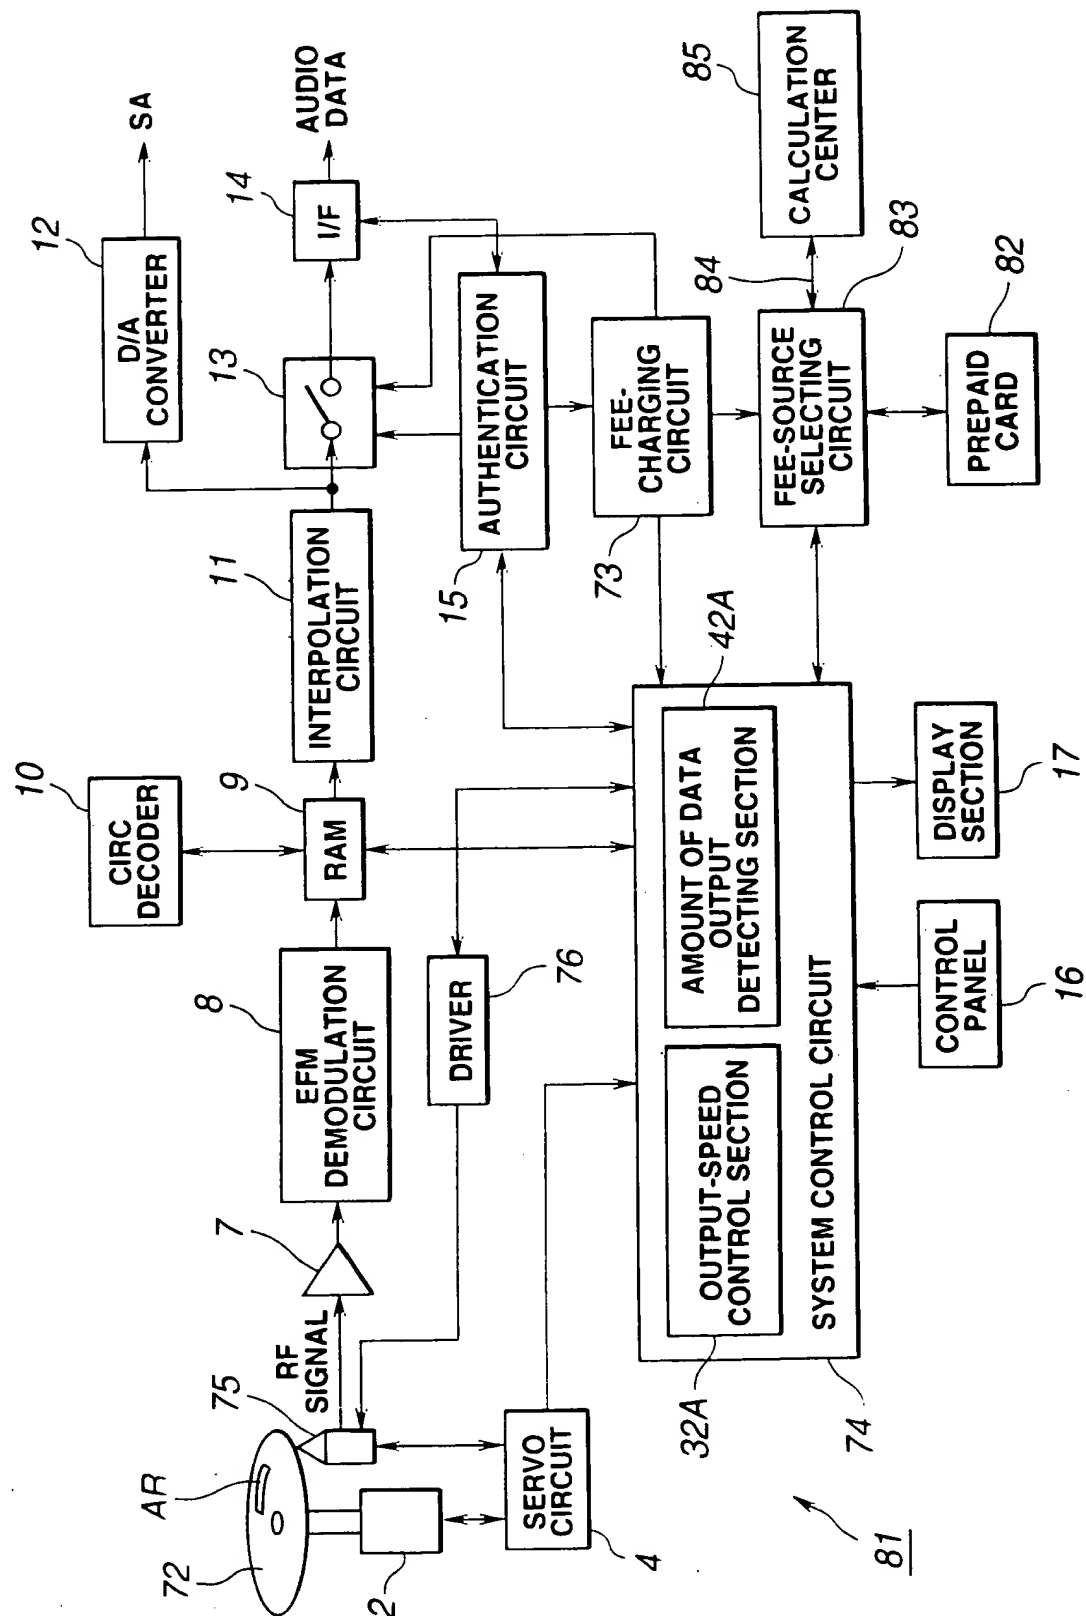 72
AR
75
RF
SIGNAL
7
8
EFM
DEMODULATION
CIRCUIT
10
CIRC
DECODER
9
RAM
11
INTERPOLATION
CIRCUIT
12
D/A
CONVERTER
SA
13
14
I/F
AUDIO
DATA
2
SERVO
CIRCUIT
4
DRIVER
76
15
AUTHENTICATION
CIRCUIT
FEE-
CHARGING
CIRCUIT
73
32A
OUTPUT-SPEED
CONTROL SECTION
AMOUNT OF DATA
OUTPUT
DETECTING SECTION
42A
SYSTEM CONTROL CIRCUIT
74
FEE-SOURCE
SELECTING
CIRCUIT
83
84
CALCULATION
CENTER
85
PREPAID
CARD
82
CONTROL
PANEL
16
DISPLAY
SECTION
17
81